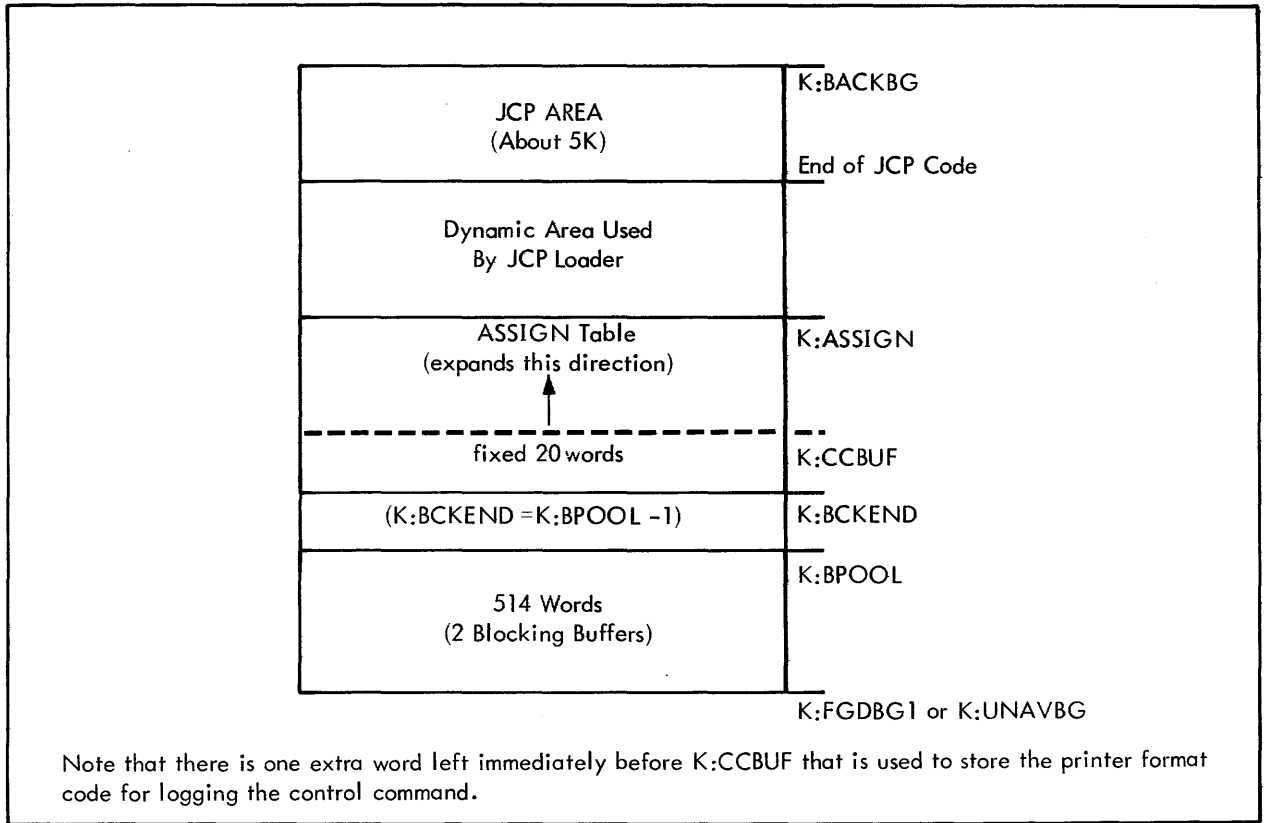 K:BACKBG
JCP AREA
(About 5K)
End of JCP Code
Dynamic Area Used
By JCP Loader
ASSIGN Table
K:ASSIGN
(expands this direction)
fixed 20 words
K:CCBUF
(K:BCKEND =K:BPOOL -1)
K:BCKEND
K:BPOOL
514 Words
(2 Blocking Buffers)
K:FGDBG1 or K:UNAVBG
Note that there is one extra word left immediately before K:CCBUF that is used to store the printer format
code for logging the control command.